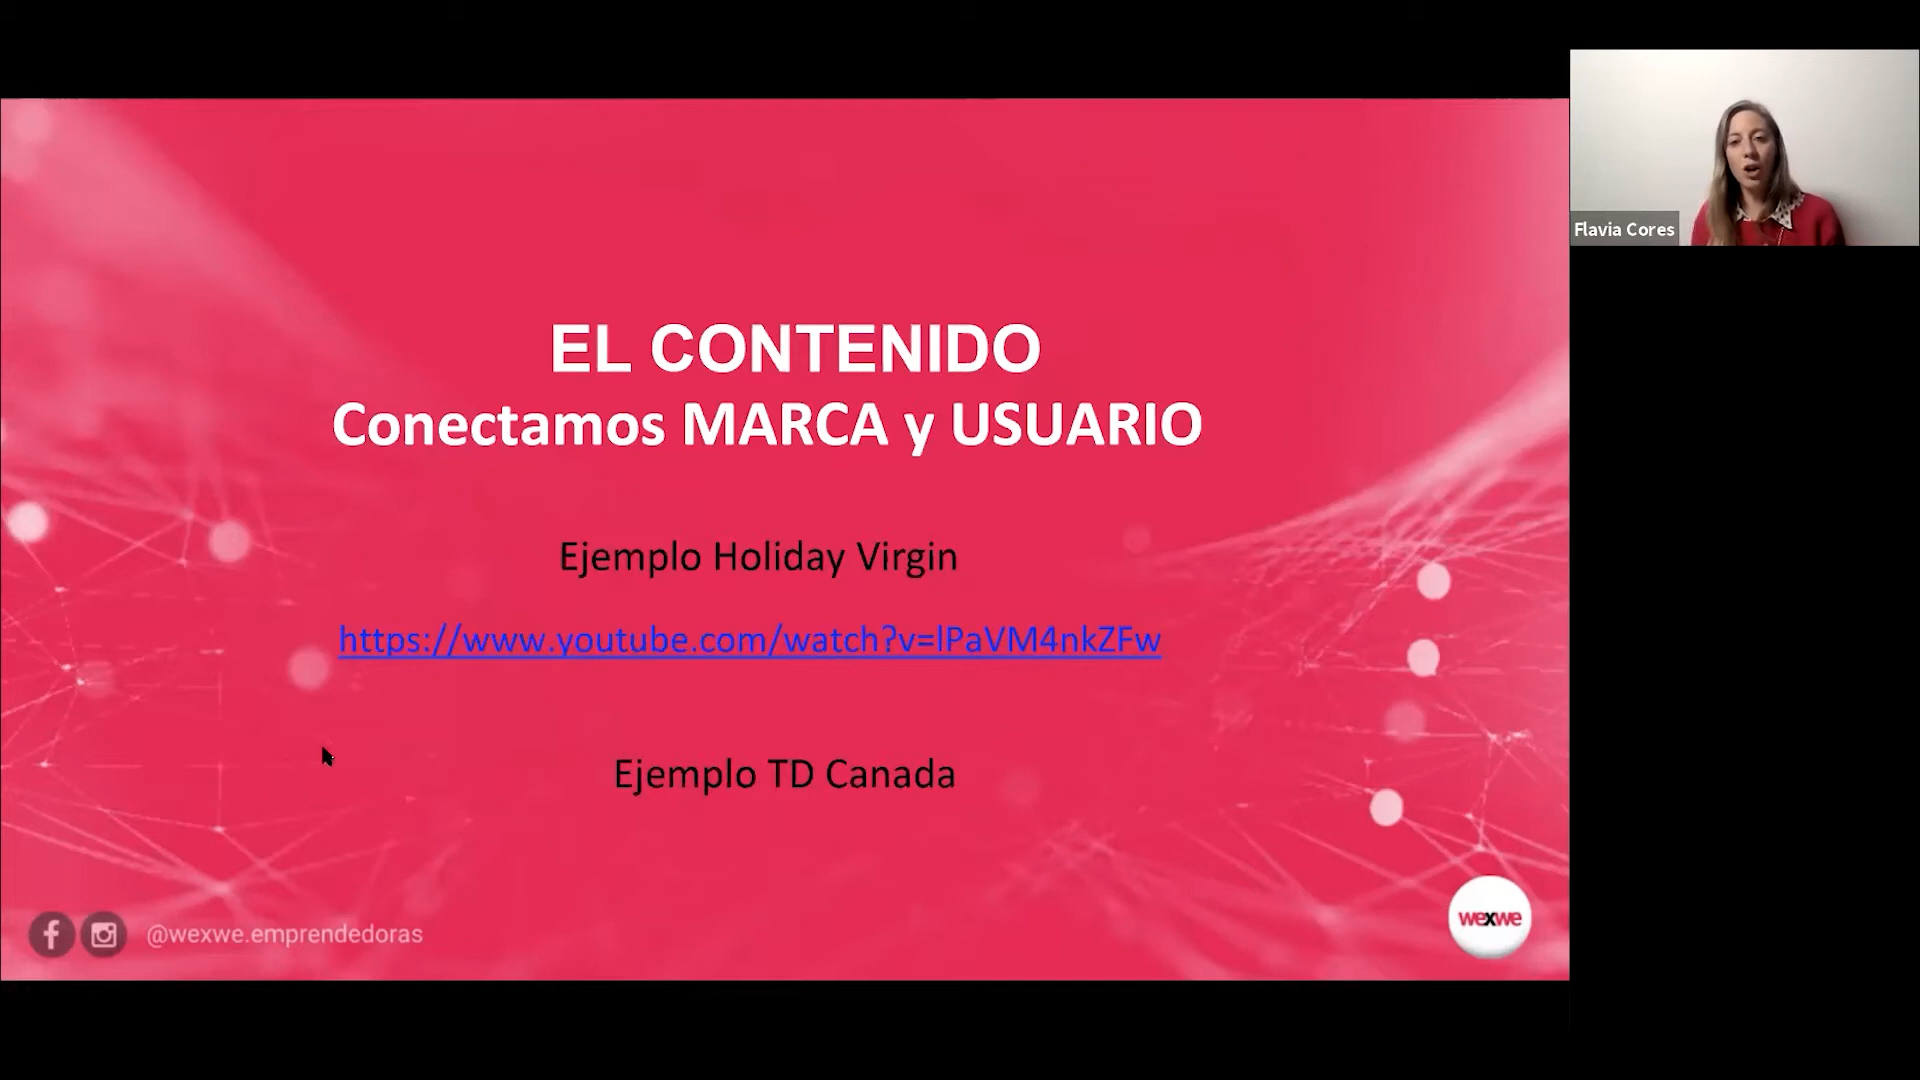 EL CONTENIDO
Conectamos MARCA y USUARIO
Ejemplo Holiday Virgin
https://www.youtube.com/watch?v=lPaVM4nkZFw
Ejemplo TD Canada
@wexwe.emprendedoras
wexwe
Flavia Cores